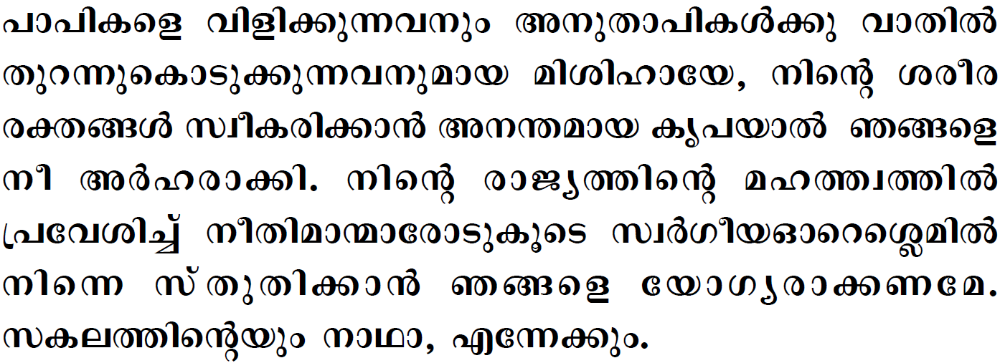 പാപികളെ വിളിക്കുന്നവനും അനുതാപികൾക്കു വാതിൽ
തുറന്നുകൊടുക്കുന്നവനുമായ മിശിഹായേ, നിന്റെ ശരീര
രക്തങ്ങൾ സ്വീകരിക്കാൻ അനന്തമായ കൃപയാൽ ഞങ്ങളെ
നീ അർഹരാക്കി. നിന്റെ രാജ്യത്തിന്റെ മഹത്ത്വത്തിൽ
പ്രവേശിച്ച് നീതിമാന്മാരോടുകൂടെ സ്വർഗീയഓറെശ്ലെമിൽ
നിന്നെ സ്തുതിക്കാൻ ഞങ്ങളെ യോഗ്യരാക്കണമേ.
സകലത്തിന്റെയും നാഥാ, എന്നേക്കും.